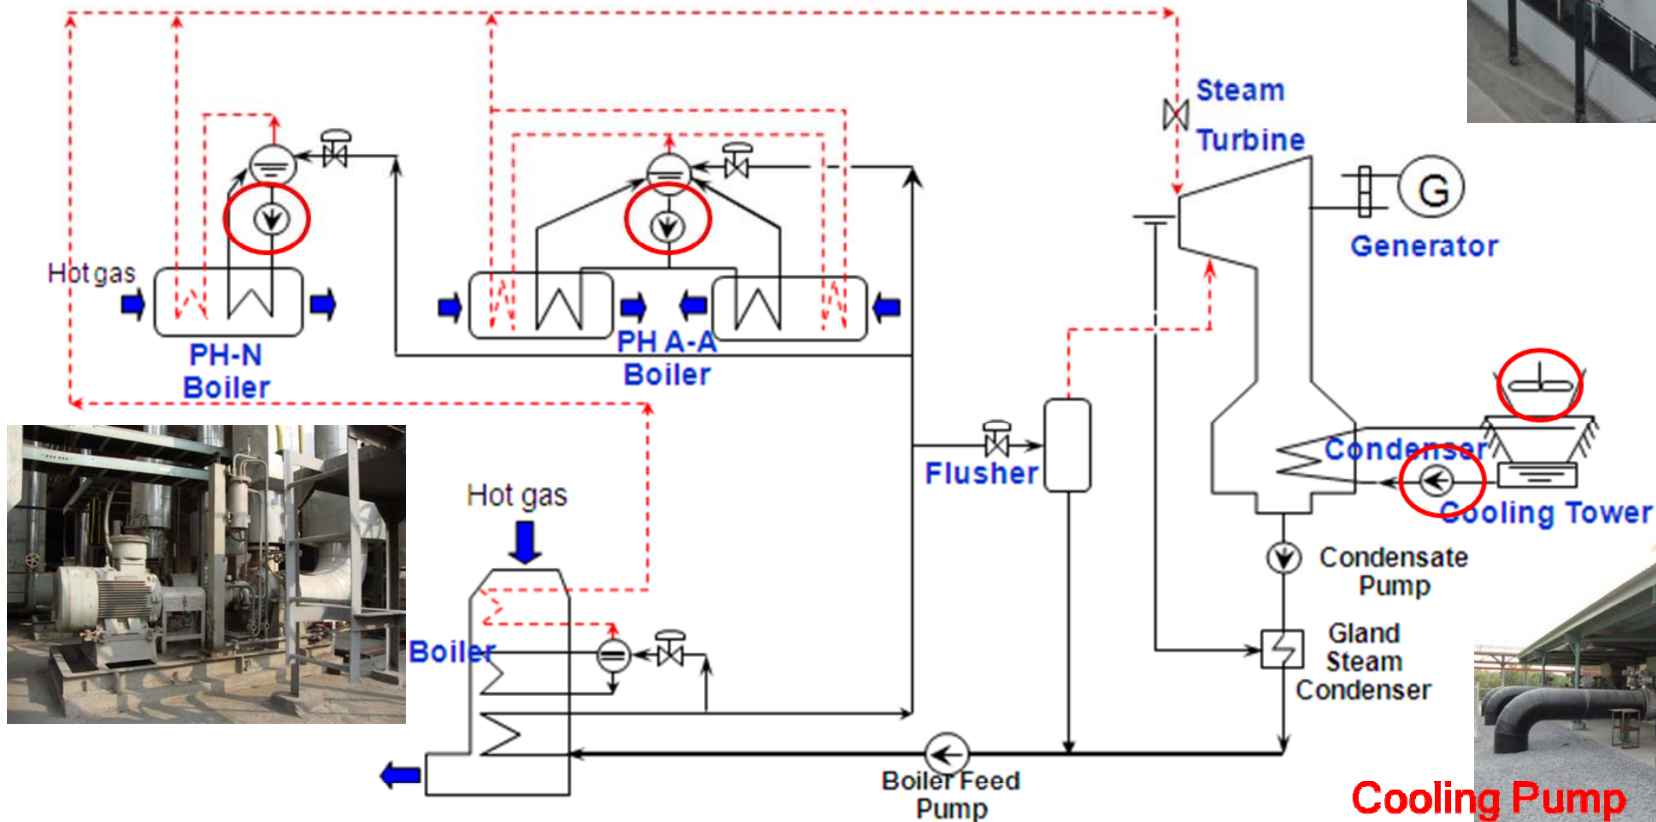 Steam
Turbine
G
Generator
Hot gas
PH-N
Boiler
PH A-A
Boiler
Flusher
Condenser
Cooling Tower
Hot gas
Condensate
Pump
Boiler
Gland
Steam
Condenser
Boiler Feed
Pump
Cooling Pump